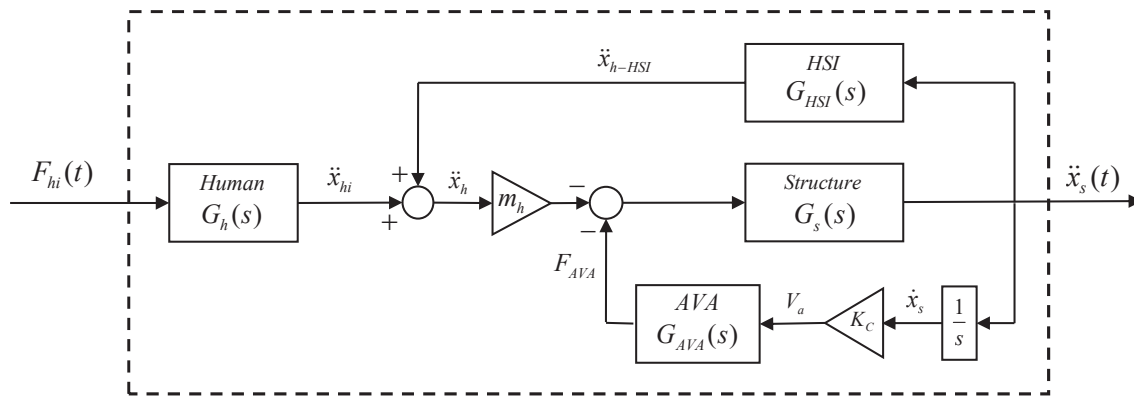 HSI
G_{HSI}(s)
ẍ_{h-HSI}
F_{hi}(t)
Human
G_h(s)
ẍ_{hi}
+
+
ẍ_h
m_h
−
−
Structure
G_s(s)
ẍ_s(t)
F_{AVA}
AVA
G_{AVA}(s)
V_a
K_C
ẋ_s
1
s